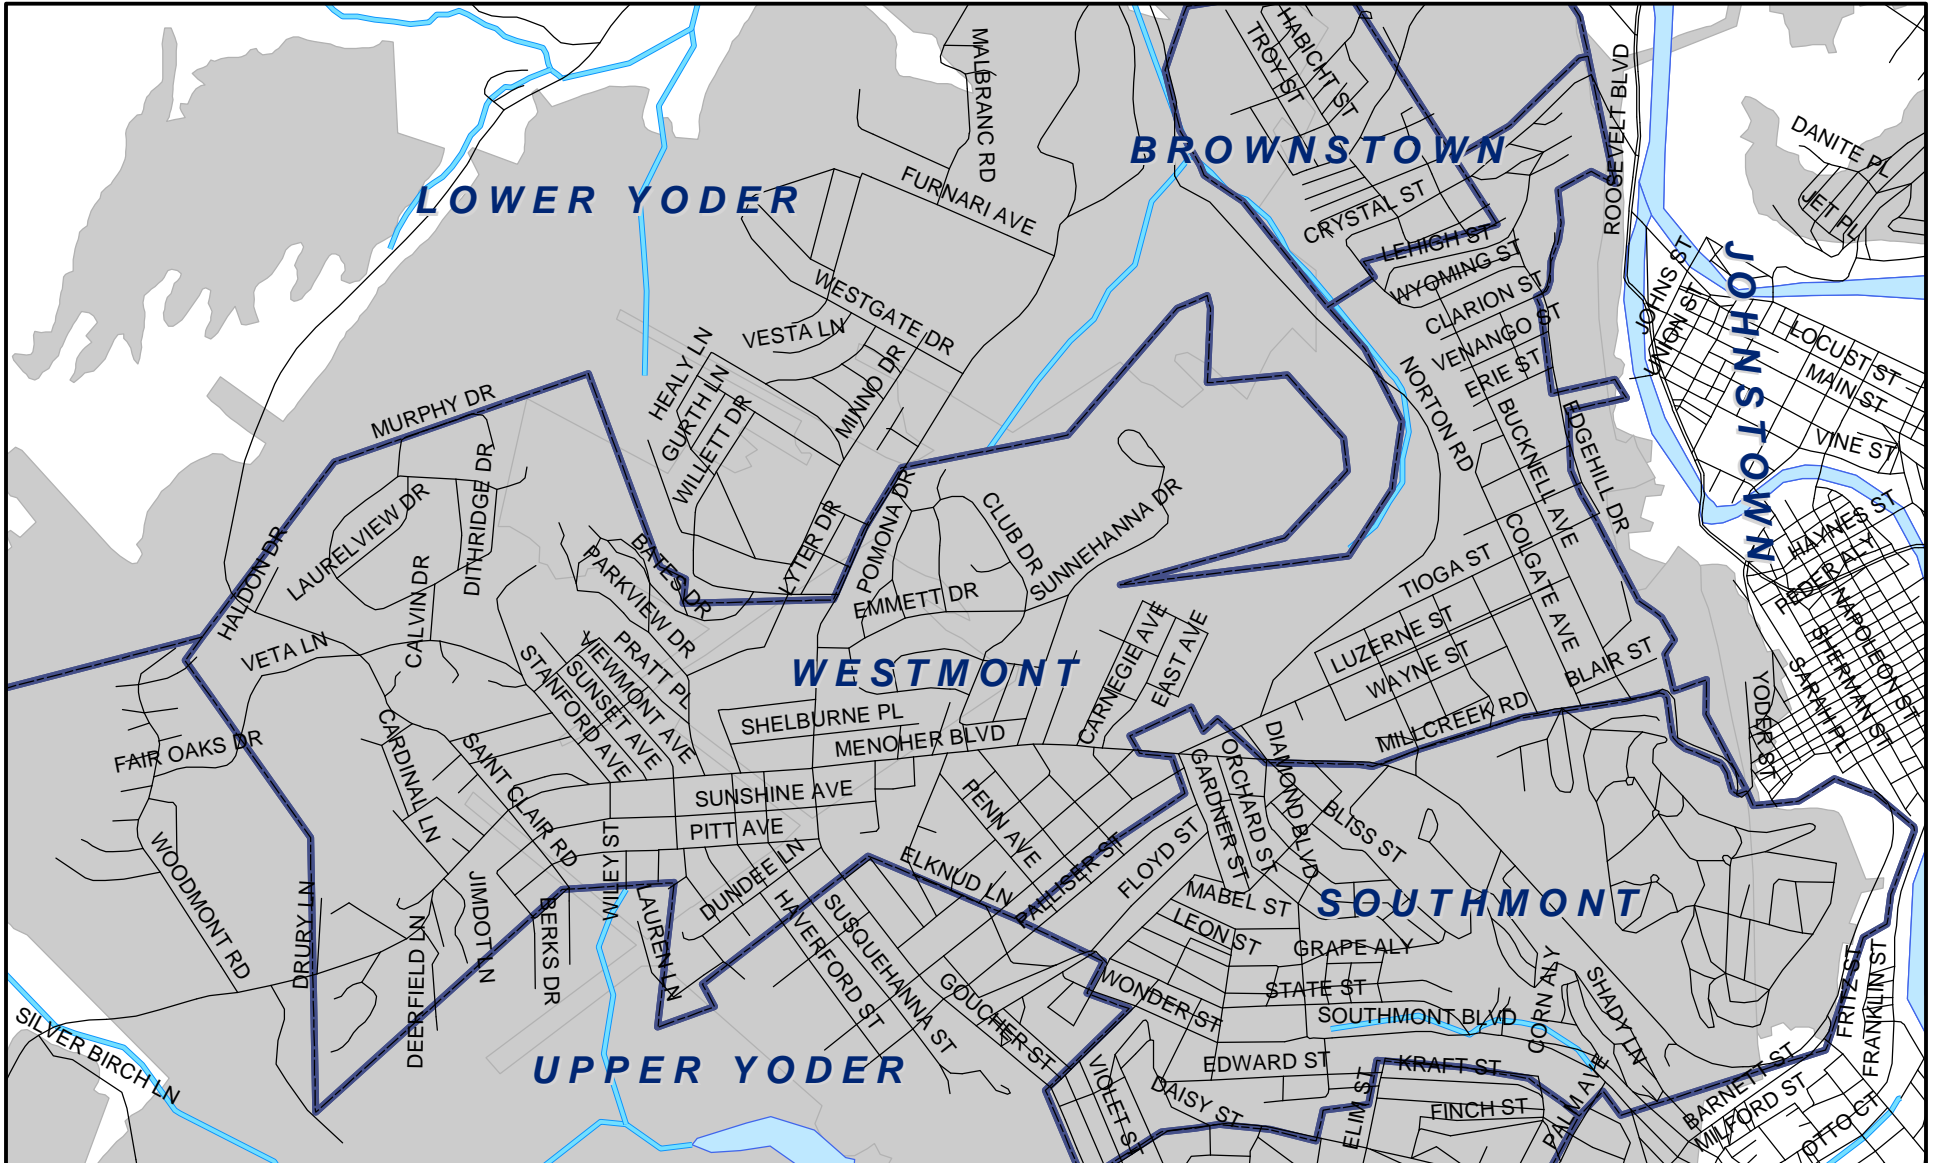 HABICHT ST
TROY ST
MALBRANC RD
ROOSEVELT BLVD
BROWNSTOWN
DANITE PL
LOWER YODER
FURNARI AVE
CRYSTAL ST
JET PL
LEHIGH ST
WYOMING ST
JOHNS ST
JOHNSTOWN
UNION ST
WESTGATE DR
CLARION ST
VESTA LN
VENANGO ST
LOCUST ST
HEALY LN
ERIE ST
MAIN ST
GURTH LN
MINNO DR
NORTON RD
MURPHY DR
WILLETT DR
BUCKNELL AVE
EDGEHILL DR
VINE ST
DITHRIDGE DR
LAURELVIEW DR
POMONA DR
CLUB DR
SUNNEHANNA DR
HAYNES ST
HALDON DR
BATES DR
LYTER DR
COLGATE AVE
PEDER ALY
PARKVIEW DR
TIOGA ST
NAPOLEON ST
EMMETT DR
CALVIN DR
VETA LN
PRATT PL
VIEWMONT AVE
CARNEGIE AVE
EAST AVE
LUZERNE ST
SHERMAN ST
STANFORD AVE
SUNSET AVE
WESTMONT
WAYNE ST
BLAIR ST
SARAH PL
YODER ST
SHELBURNE PL
MENOHER BLVD
MILLCREEK RD
FAIR OAKS DR
CARDINAL LN
SAINT CLAIR RD
DIAMOND BLVD
ORCHARD ST
GARDNER ST
SUNSHINE AVE
PENN AVE
BLISS ST
PITT AVE
WOODMONT RD
WILEY ST
DUNDEE LN
ELKNUD LN
PALLISER ST
FLOYD ST
DRURY LN
JIMDOT LN
MABEL ST
SOUTHMONT
BERKS DR
LAUREN LN
HAVERFORD ST
SUSQUEHANNA ST
LEON ST
GRAPE ALY
DEERFIELD LN
GOUCHER ST
WONDER ST
STATE ST
CORN ALY
SHADY LN
FRITZ ST
FRANKLIN ST
SOUTHMONT BLVD
SILVER BIRCH LN
UPPER YODER
EDWARD ST
KRAFT ST
VIOLET ST
DAISY ST
ELIM ST
FINCH ST
PALM AVE
BARNETT ST
MILFORD ST
OTTO CT